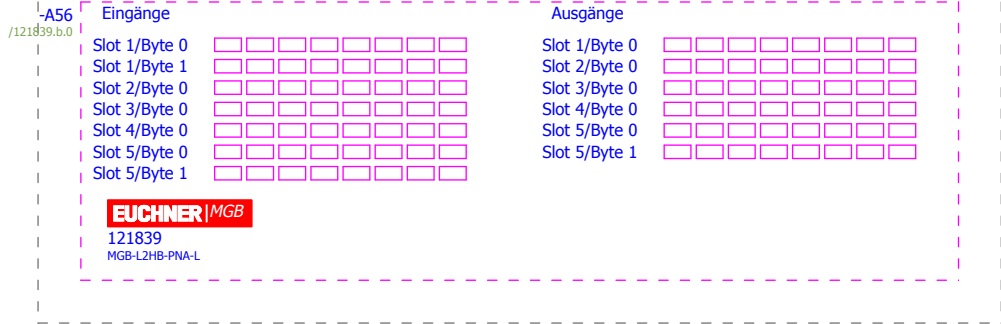 -A56
/121839.b.0
Eingänge
Slot 1/Byte 0
Slot 1/Byte 1
Slot 2/Byte 0
Slot 3/Byte 0
Slot 4/Byte 0
Slot 5/Byte 0
Slot 5/Byte 1
Ausgänge
Slot 1/Byte 0
Slot 2/Byte 0
Slot 3/Byte 0
Slot 4/Byte 0
Slot 5/Byte 0
Slot 5/Byte 1
EUCHNER|MGB
121839
MGB-L2HB-PNA-L